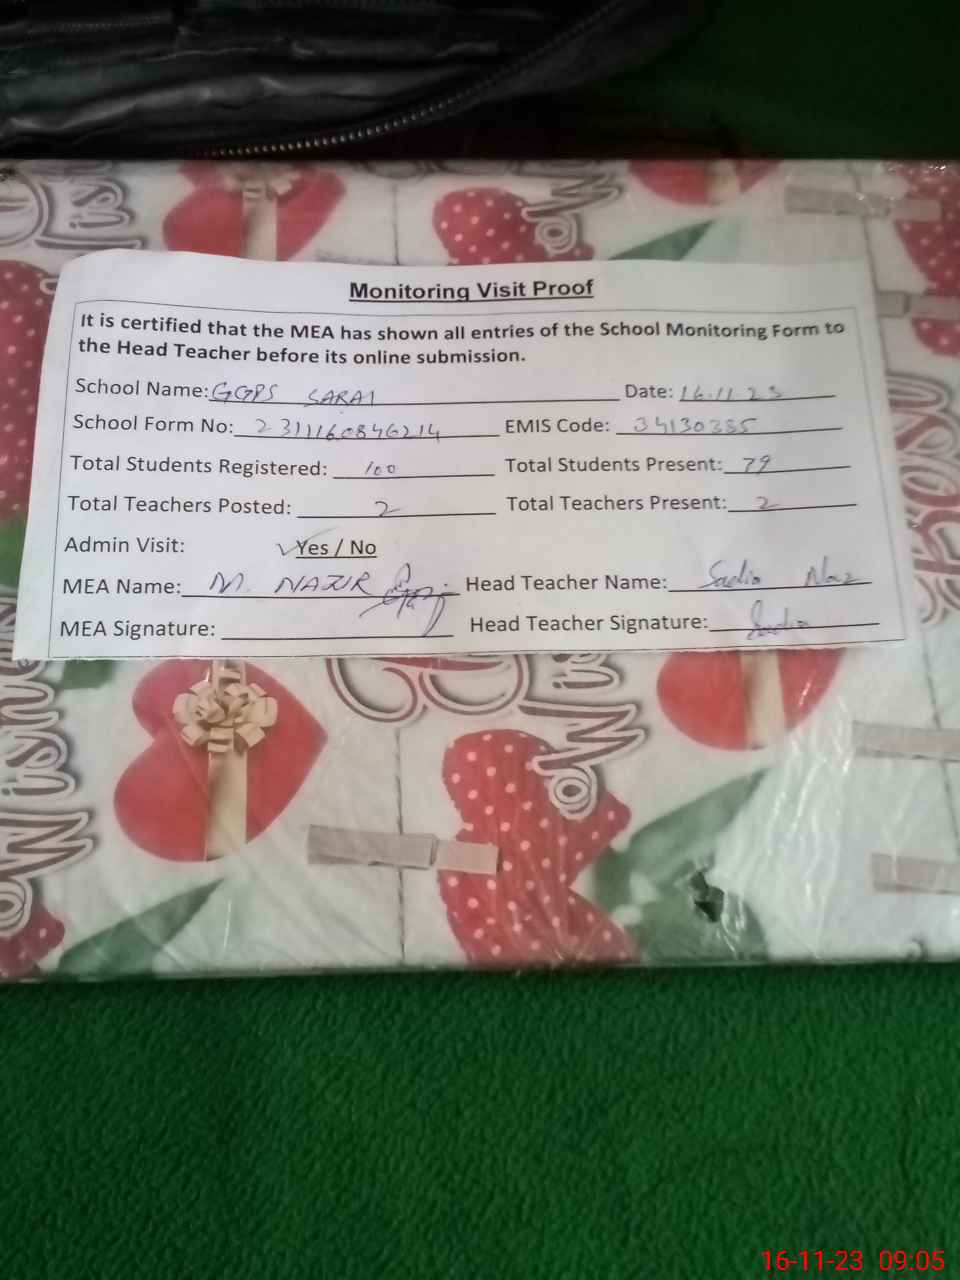 Monitoring Visit Proof
It is certified that the MEA has shown all entries of the School Monitoring Form to
the Head Teacher before its online submission.
School Name: GGPS SARAI Date: 16.11 23
School Form No: 2311160846214 EMIS Code: 34130385
Total Students Registered: 100 Total Students Present: 79
Total Teachers Posted: 2 Total Teachers Present: 2
Admin Visit: ✓Yes / No
MEA Name: M. NAZIR Head Teacher Name: Sadia Naz
MEA Signature: Head Teacher Signature: Sadia
16-11-23 09:05